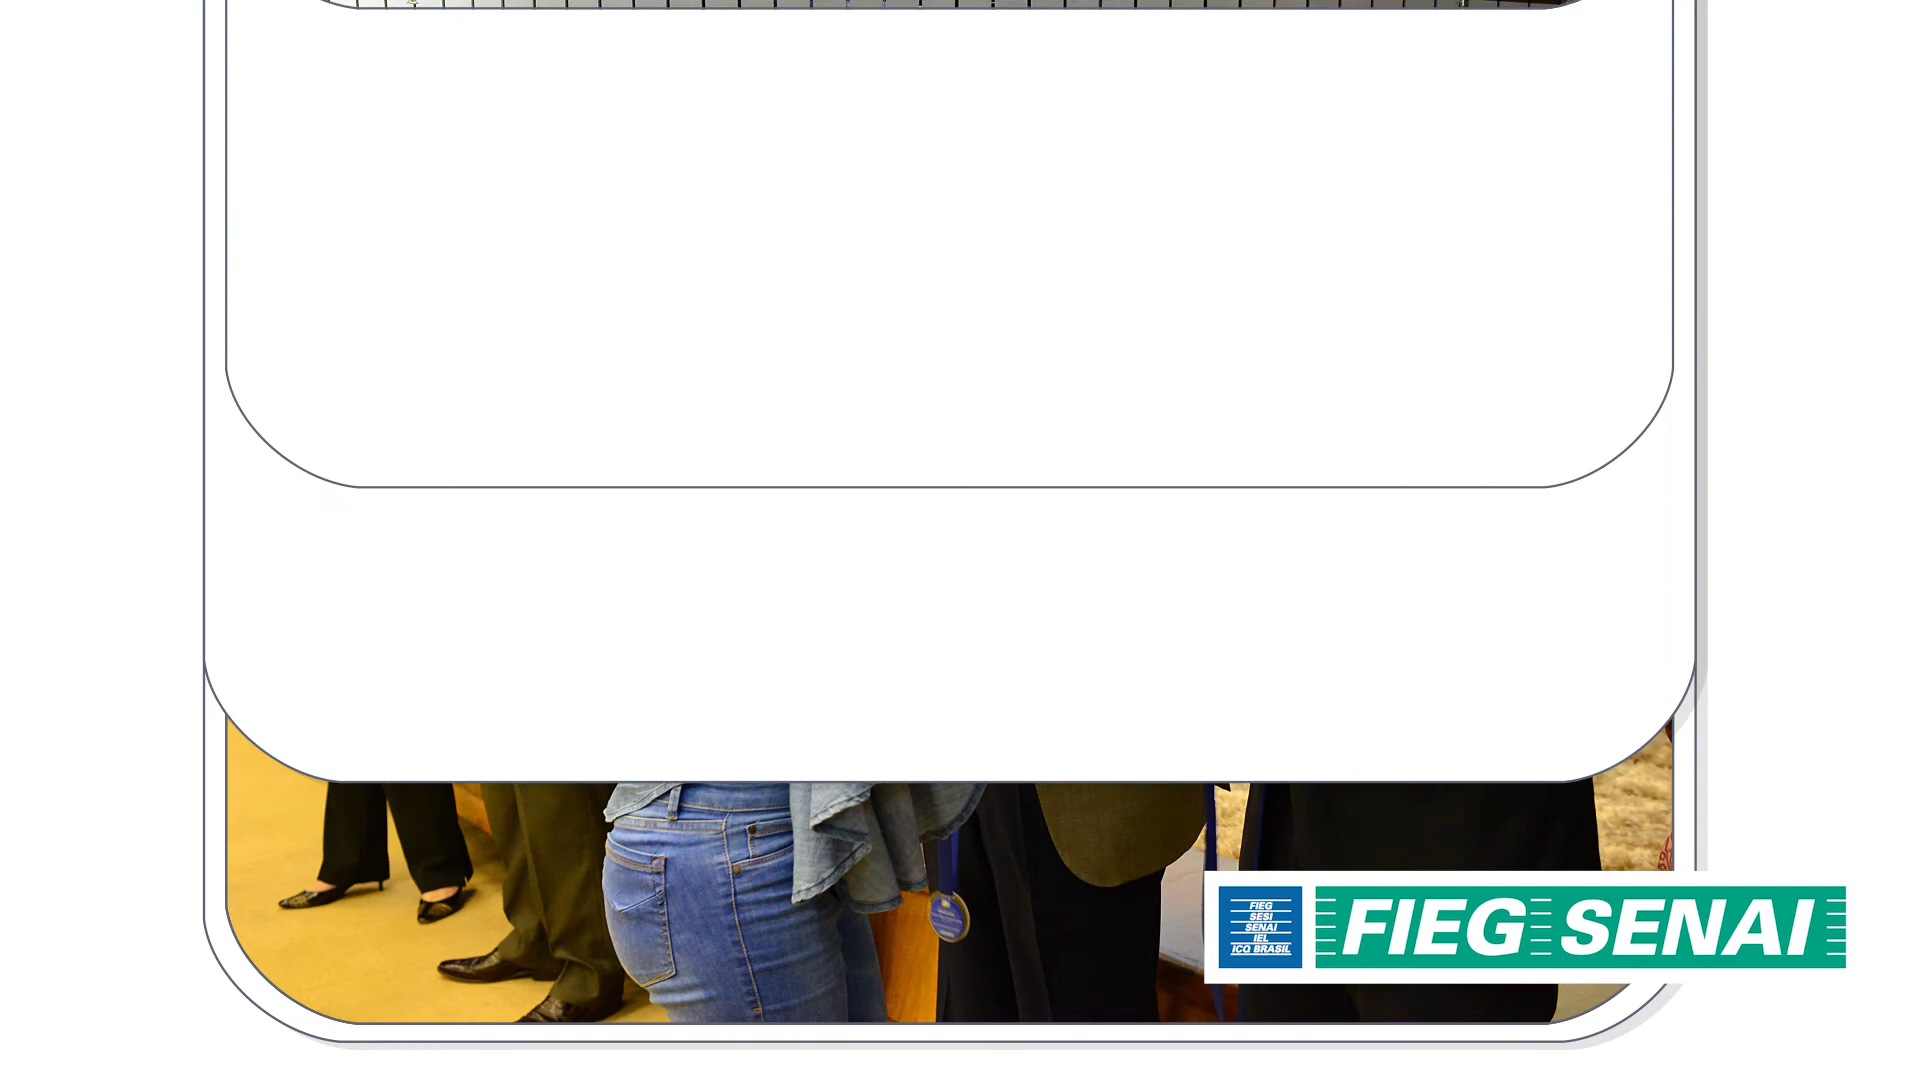 FIEG
SESI
SENAI
IEL
ICQ BRASIL
FIEG SENAI